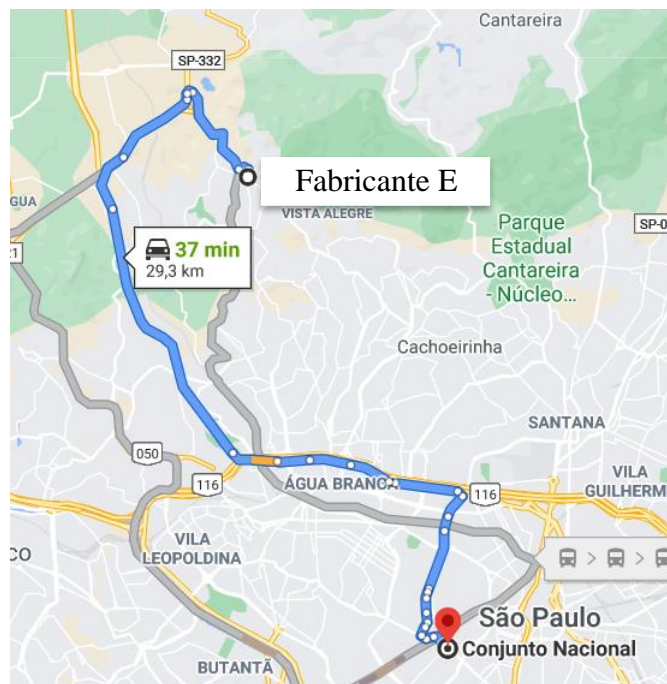 Cantareira
SP-332
Fabricante E
GUA
VISTA ALEGRE
Parque
Estadual
Cantareira
- Núcleo...
SP-0
21
37 min
29,3 km
Cachoeirinha
SANTANA
050
116
ÁGUA BRANCA
116
VILA
GUILHERM
VILA
LEOPOLDINA
CO
São Paulo
Conjunto Nacional
BUTANTÃ